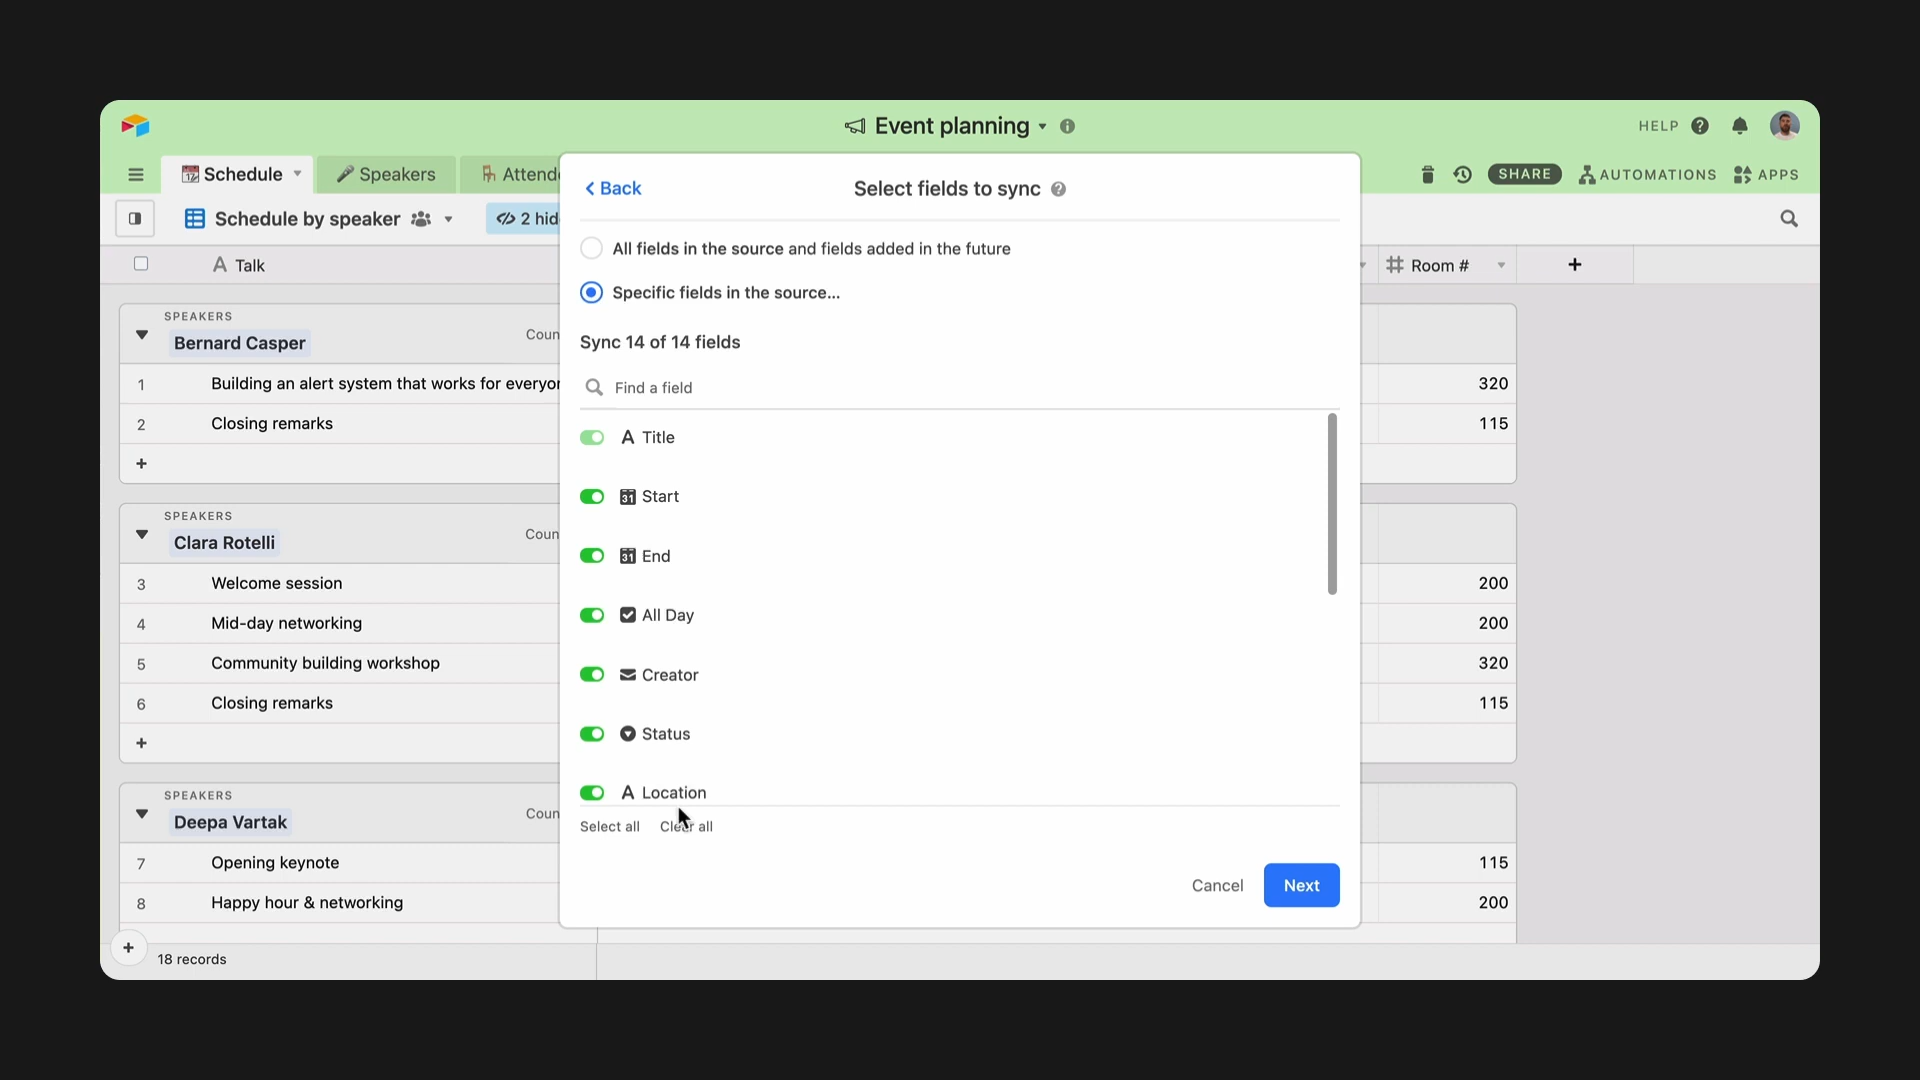 Event planning
HELP
Schedule
Speakers
Attend
SHARE
AUTOMATIONS
APPS
Schedule by speaker
2 hid
Talk
Room #
SPEAKERS
Bernard Casper
Coun
1 Building an alert system that works for everyo
320
2 Closing remarks
115
SPEAKERS
Clara Rotelli
Coun
3 Welcome session
200
4 Mid-day networking
200
5 Community building workshop
320
6 Closing remarks
115
SPEAKERS
Deepa Vartak
Coun
7 Opening keynote
115
8 Happy hour & networking
200
18 records
Back
Select fields to sync
All fields in the source and fields added in the future
Specific fields in the source...
Sync 14 of 14 fields
Find a field
Title
31 Start
31 End
All Day
Creator
Status
Location
Select all
Clear all
Cancel
Next